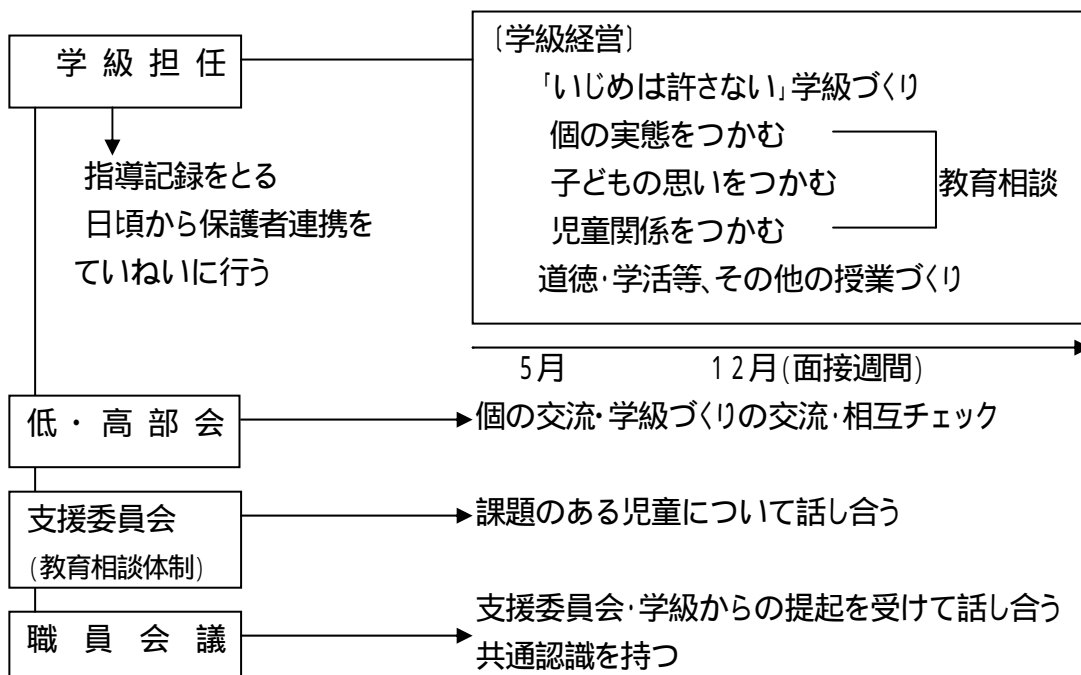 学級担任
〔学級経営〕
「いじめは許さない」学級づくり
個の実態をつかむ
子どもの思いをつかむ
児童関係をつかむ
教育相談
道徳・学活等、その他の授業づくり
指導記録をとる
日頃から保護者連携を
ていねいに行う
5月 12月(面接週間)
低・高部会
個の交流・学級づくりの交流・相互チェック
支援委員会
(教育相談体制)
課題のある児童について話し合う
職員会議
支援委員会・学級からの提起を受けて話し合う
共通認識を持つ